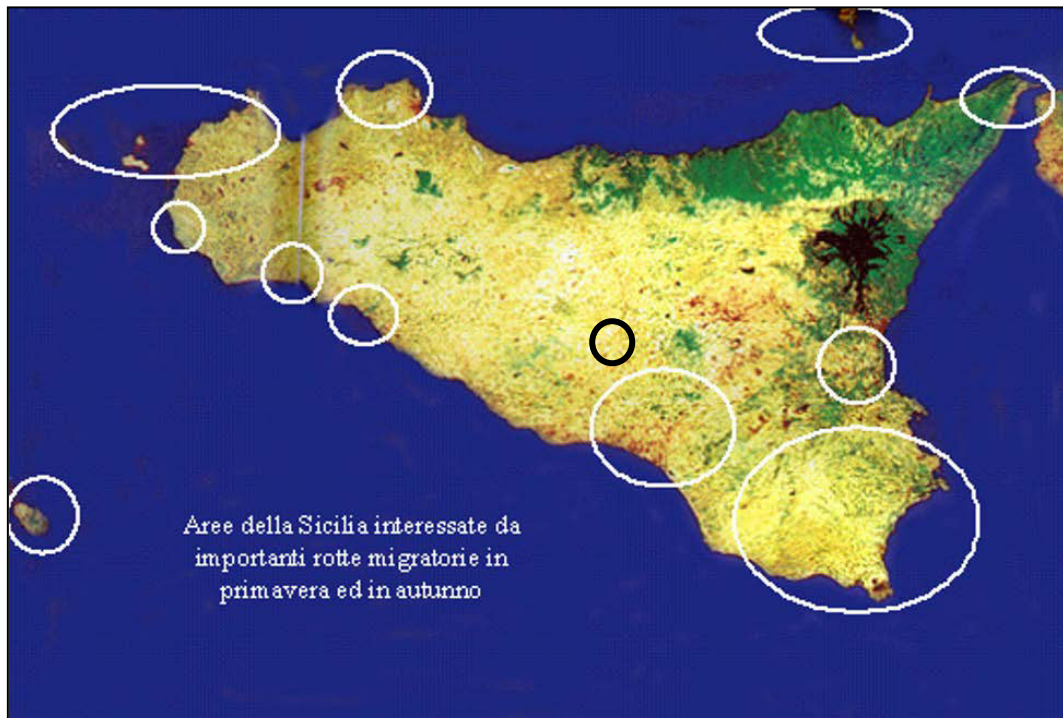 Aree della Sicilia interessate da
importanti rotte migratorie in
primavera ed in autunno